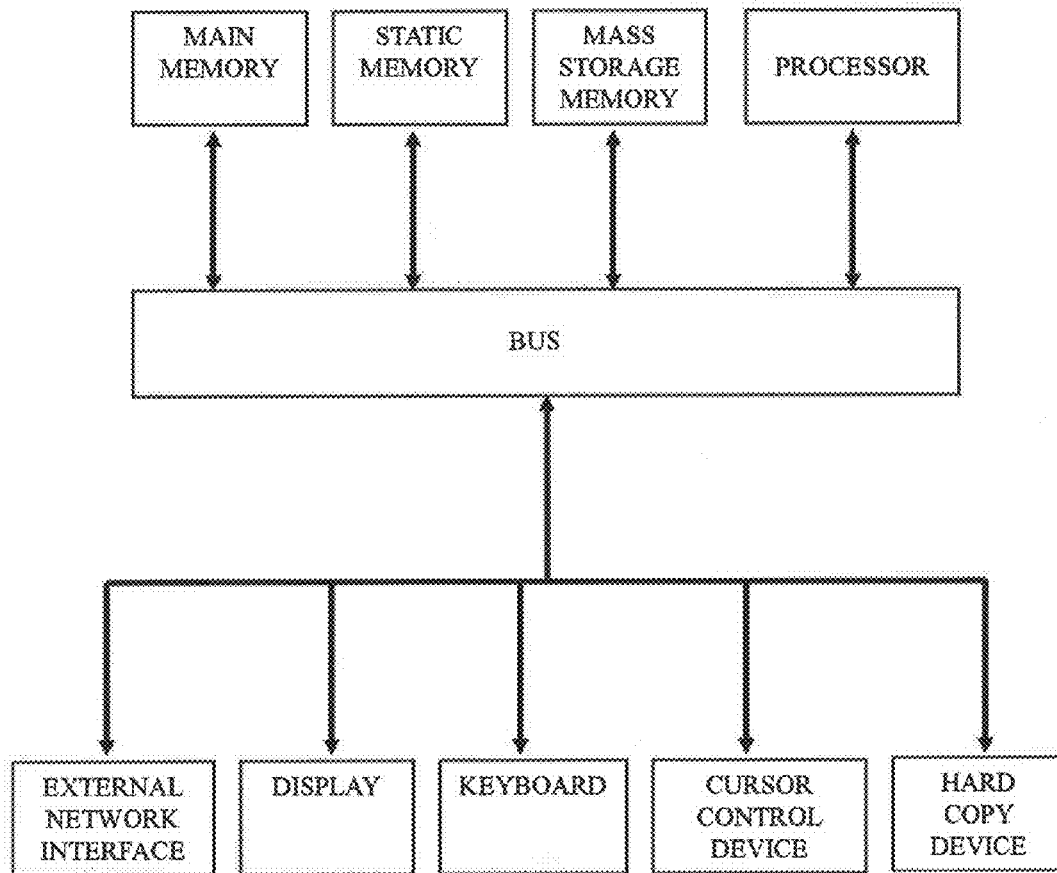 MAIN
MEMORY
STATIC
MEMORY
MASS
STORAGE
MEMORY
PROCESSOR
BUS
EXTERNAL
NETWORK
INTERFACE
DISPLAY
KEYBOARD
CURSOR
CONTROL
DEVICE
HARD
COPY
DEVICE